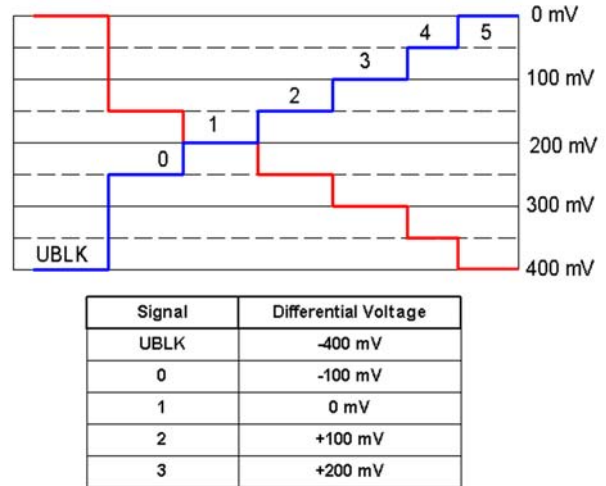 0 mV
5
4
3
100 mV
2
1
200 mV
0
300 mV
UBLK
400 mV
Signal Differential Voltage
UBLK -400 mV
0 -100 mV
1 0 mV
2 +100 mV
3 +200 mV